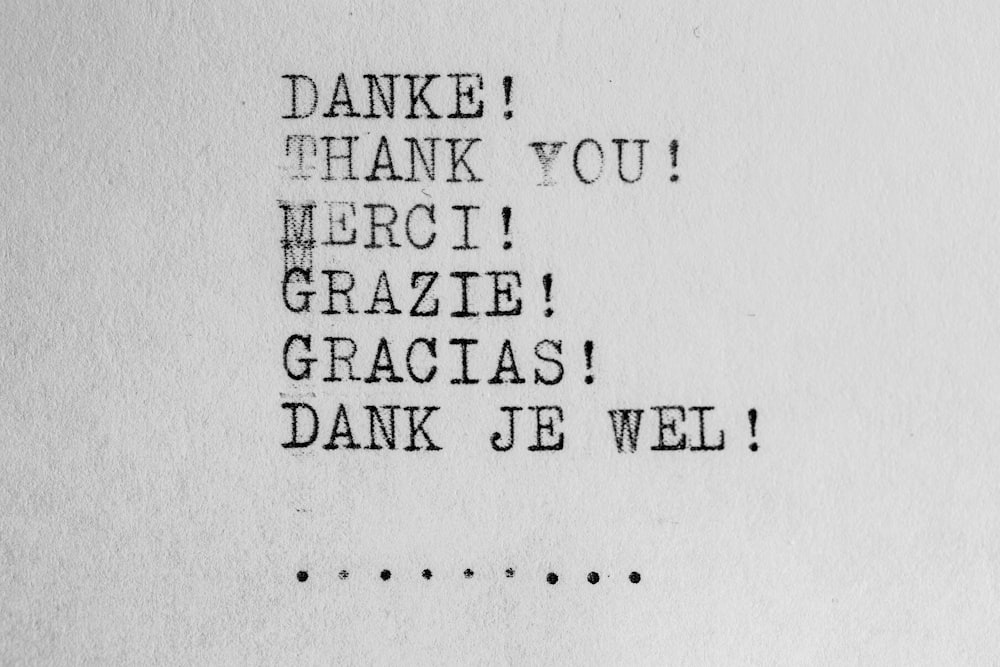 DANKE!
THANK YOU!
MERCI!
GRAZIE!
GRACIAS!
DANK JE WEL!
.........